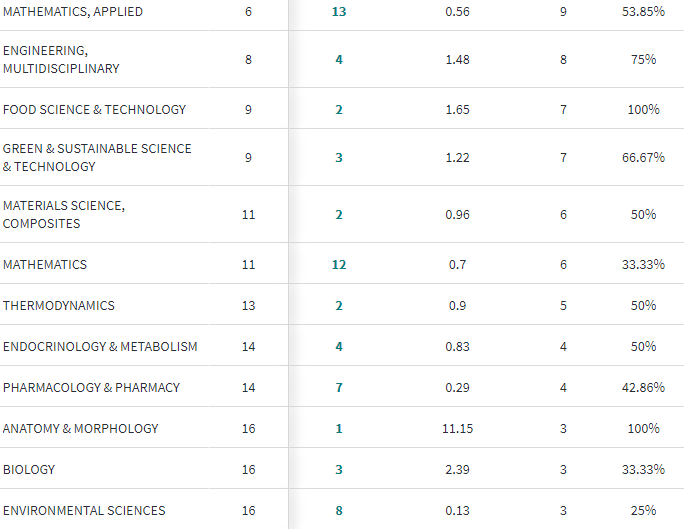 MATHEMATICS, APPLIED 6 13 0.56 9 53.85%
ENGINEERING,
MULTIDISCIPLINARY 8 4 1.48 8 75%
FOOD SCIENCE & TECHNOLOGY 9 2 1.65 7 100%
GREEN & SUSTAINABLE SCIENCE
& TECHNOLOGY 9 3 1.22 7 66.67%
MATERIALS SCIENCE,
COMPOSITES 11 2 0.96 6 50%
MATHEMATICS 11 12 0.7 6 33.33%
THERMODYNAMICS 13 2 0.9 5 50%
ENDOCRINOLOGY & METABOLISM 14 4 0.83 4 50%
PHARMACOLOGY & PHARMACY 14 7 0.29 4 42.86%
ANATOMY & MORPHOLOGY 16 1 11.15 3 100%
BIOLOGY 16 3 2.39 3 33.33%
ENVIRONMENTAL SCIENCES 16 8 0.13 3 25%